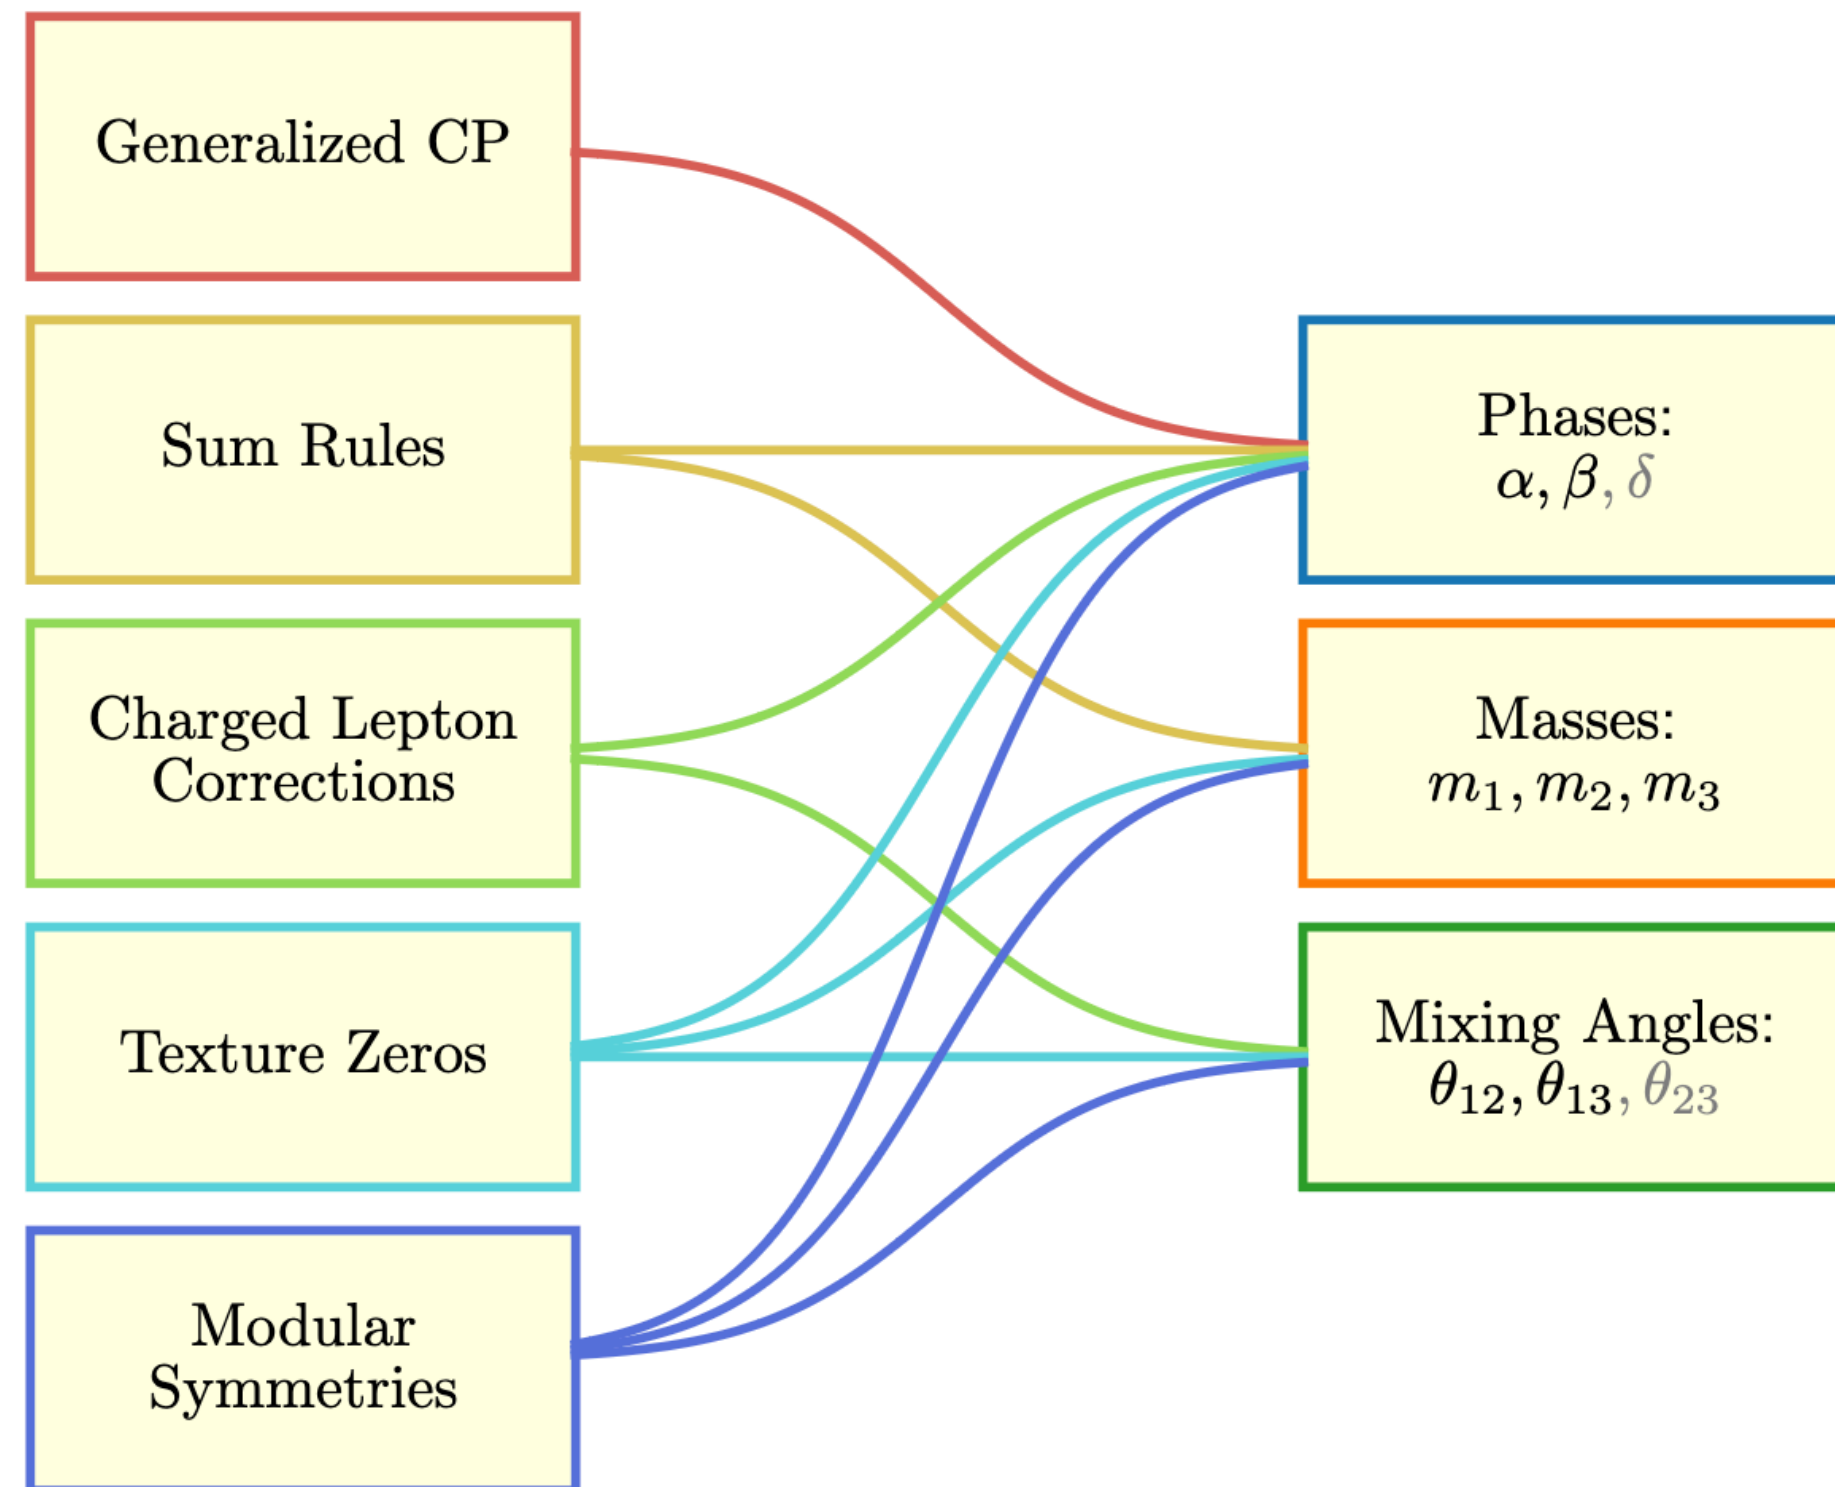 Generalized CP
Sum Rules
Charged Lepton
Corrections
Texture Zeros
Modular
Symmetries
Phases:
α, β, δ
Masses:
m₁, m₂, m₃
Mixing Angles:
θ₁₂, θ₁₃, θ₂₃